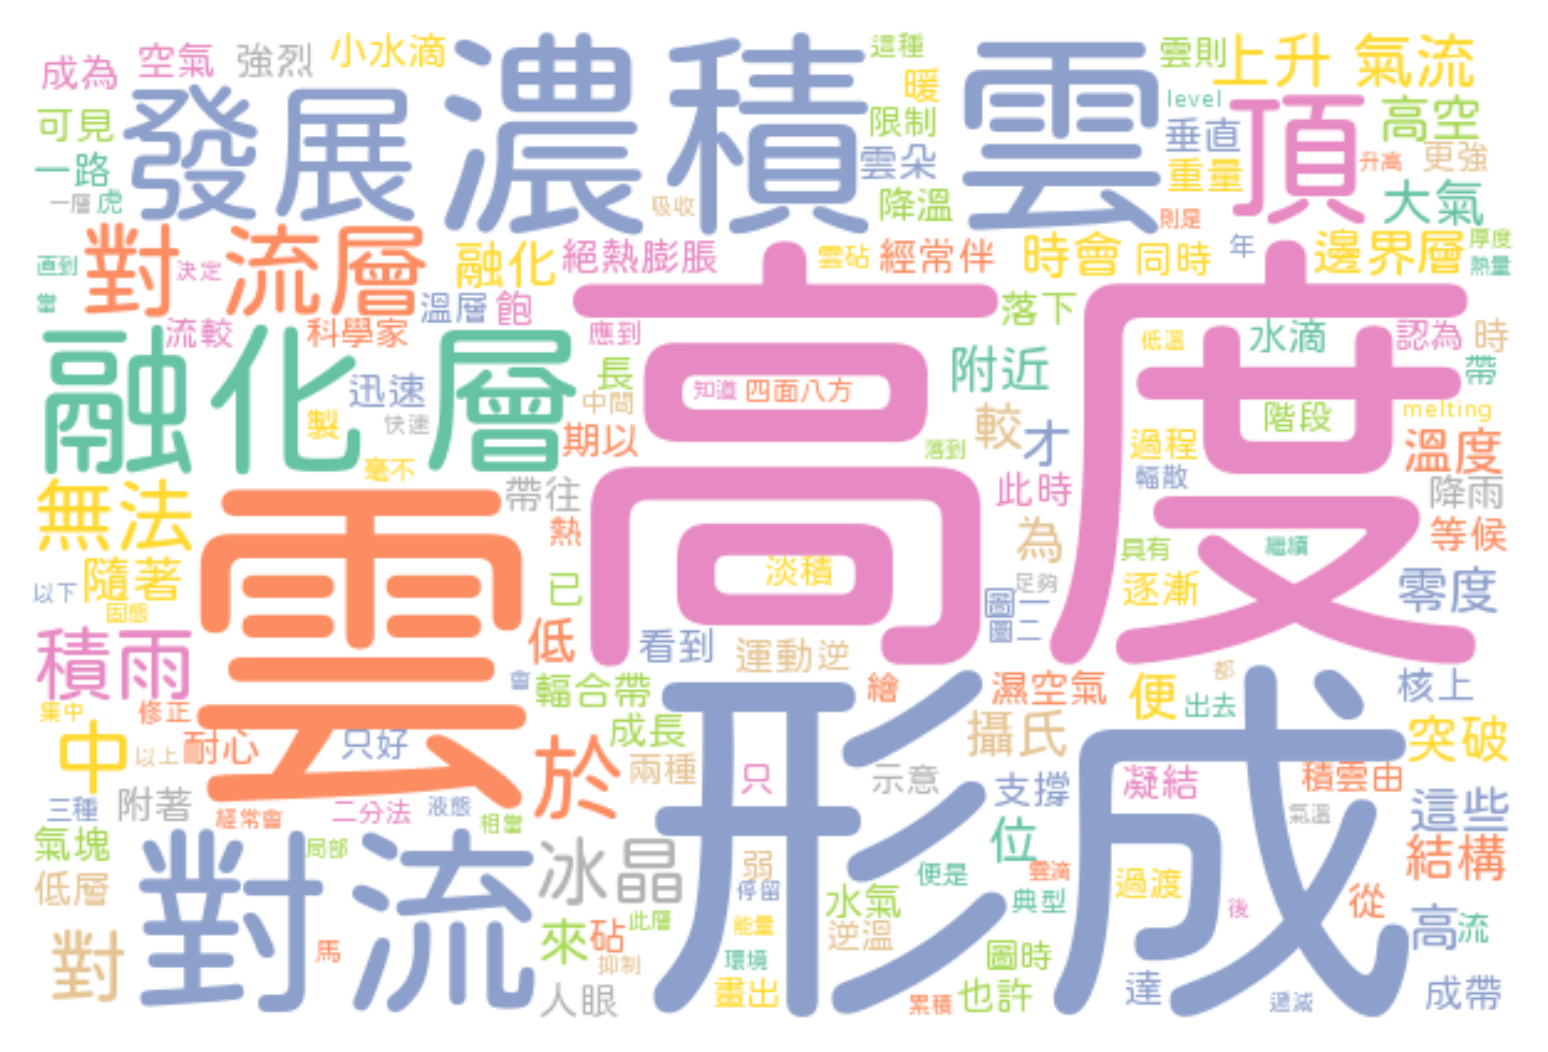 成為 空氣 強烈 小水滴 這種 雲則 上升 氣流
發展 濃積雲 暖 level 頂 高空
可見 限制 垂直 升高 更強
一路 雲朵 重量 大氣
一層 虎 吸收 降溫 則是
對流層 融化 絕熱膨脹 雲砧 經常伴 時會 同時 年 邊界層 厚度
直到 決定 熱量
當 溫層 飽 高度 落下
流較 科學家 應到 低溫 水滴 認為 時
融化層 迅速 長 知道 四面八方 附近 階段 帶
製 快速 中間 較 才 melting
期以 落到 過程 溫度
毫不 輻散
無法 雲 帶往 此時 降雨
熱 為 具有 繼續 等候
隨著 已 淡積 足夠 逐漸 零度
以下 固態 圖一
積雨 低 看到 運動 逆 圖二
會 輻合帶 形成 繪 濕空氣 便 都 出去 核上
集中 修正 成長 攝氏 突破
中 以上 耐心 只好 於 兩種 只 示意 支撐 凝結 積雲由
三種 附著 經常會 二分法 液態 相當 氣溫 這些
氣塊 對流 局部 冰晶 弱 位 結構
低層 停留 便是 雲滴 過渡
來 砧 此層 能量 水氣 典型 後 從 高 流
對 馬 抑制 環境 逆溫 圖時
人眼 畫出 累積 也許 達 遞減 成帶